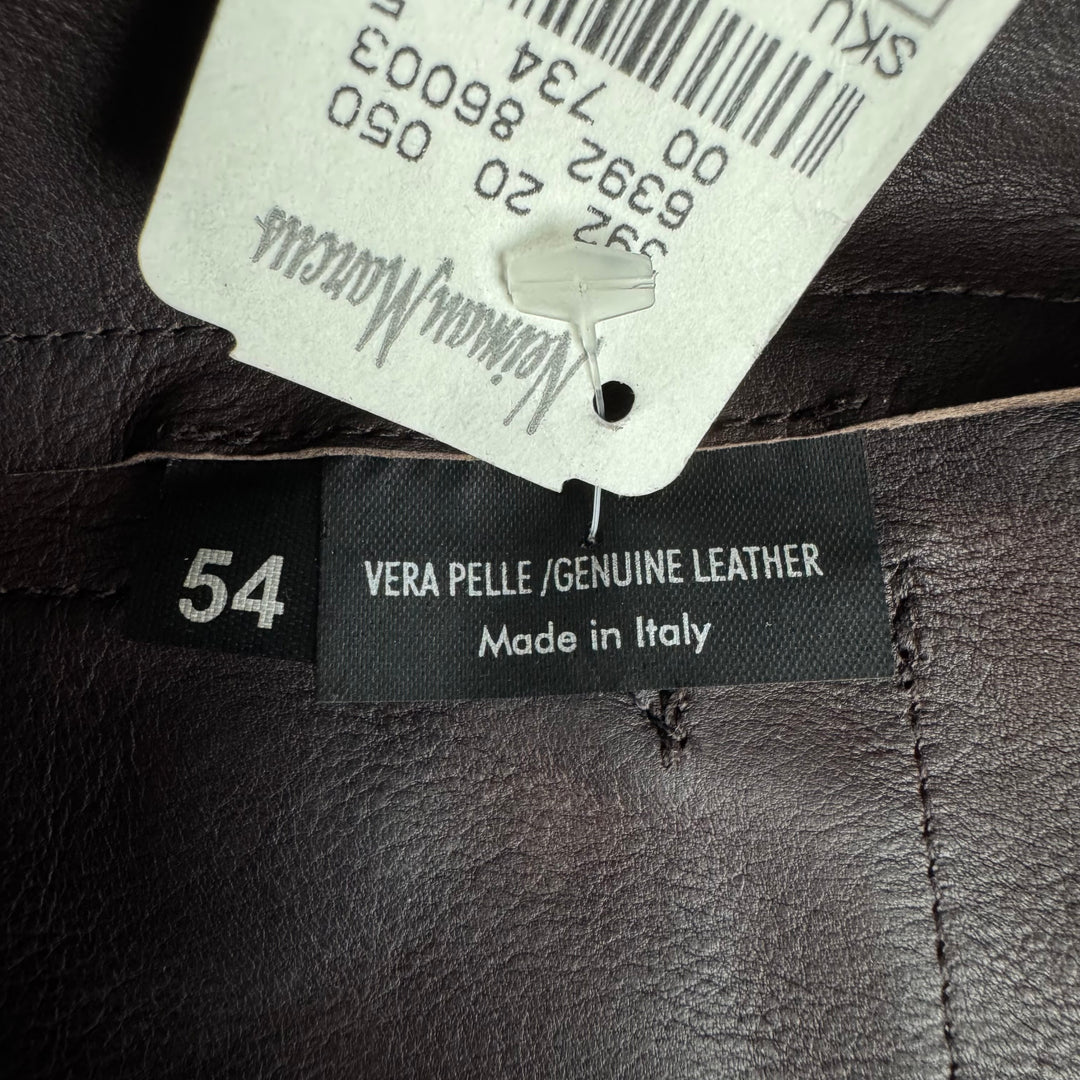 Neiman Marcus
20 050
6392 86003
00 734
SKU
54
VERA PELLE /GENUINE LEATHER
Made in Italy